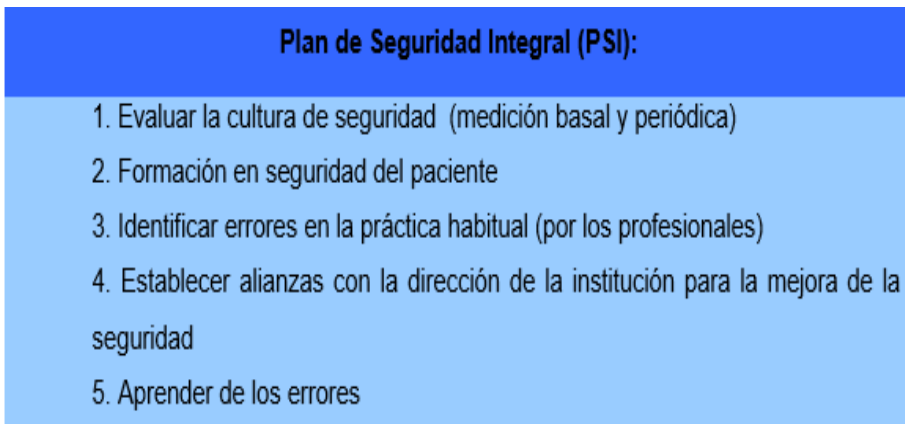 Plan de Seguridad Integral (PSI):
1. Evaluar la cultura de seguridad (medición basal y periódica)
2. Formación en seguridad del paciente
3. Identificar errores en la práctica habitual (por los profesionales)
4. Establecer alianzas con la dirección de la institución para la mejora de la
seguridad
5. Aprender de los errores